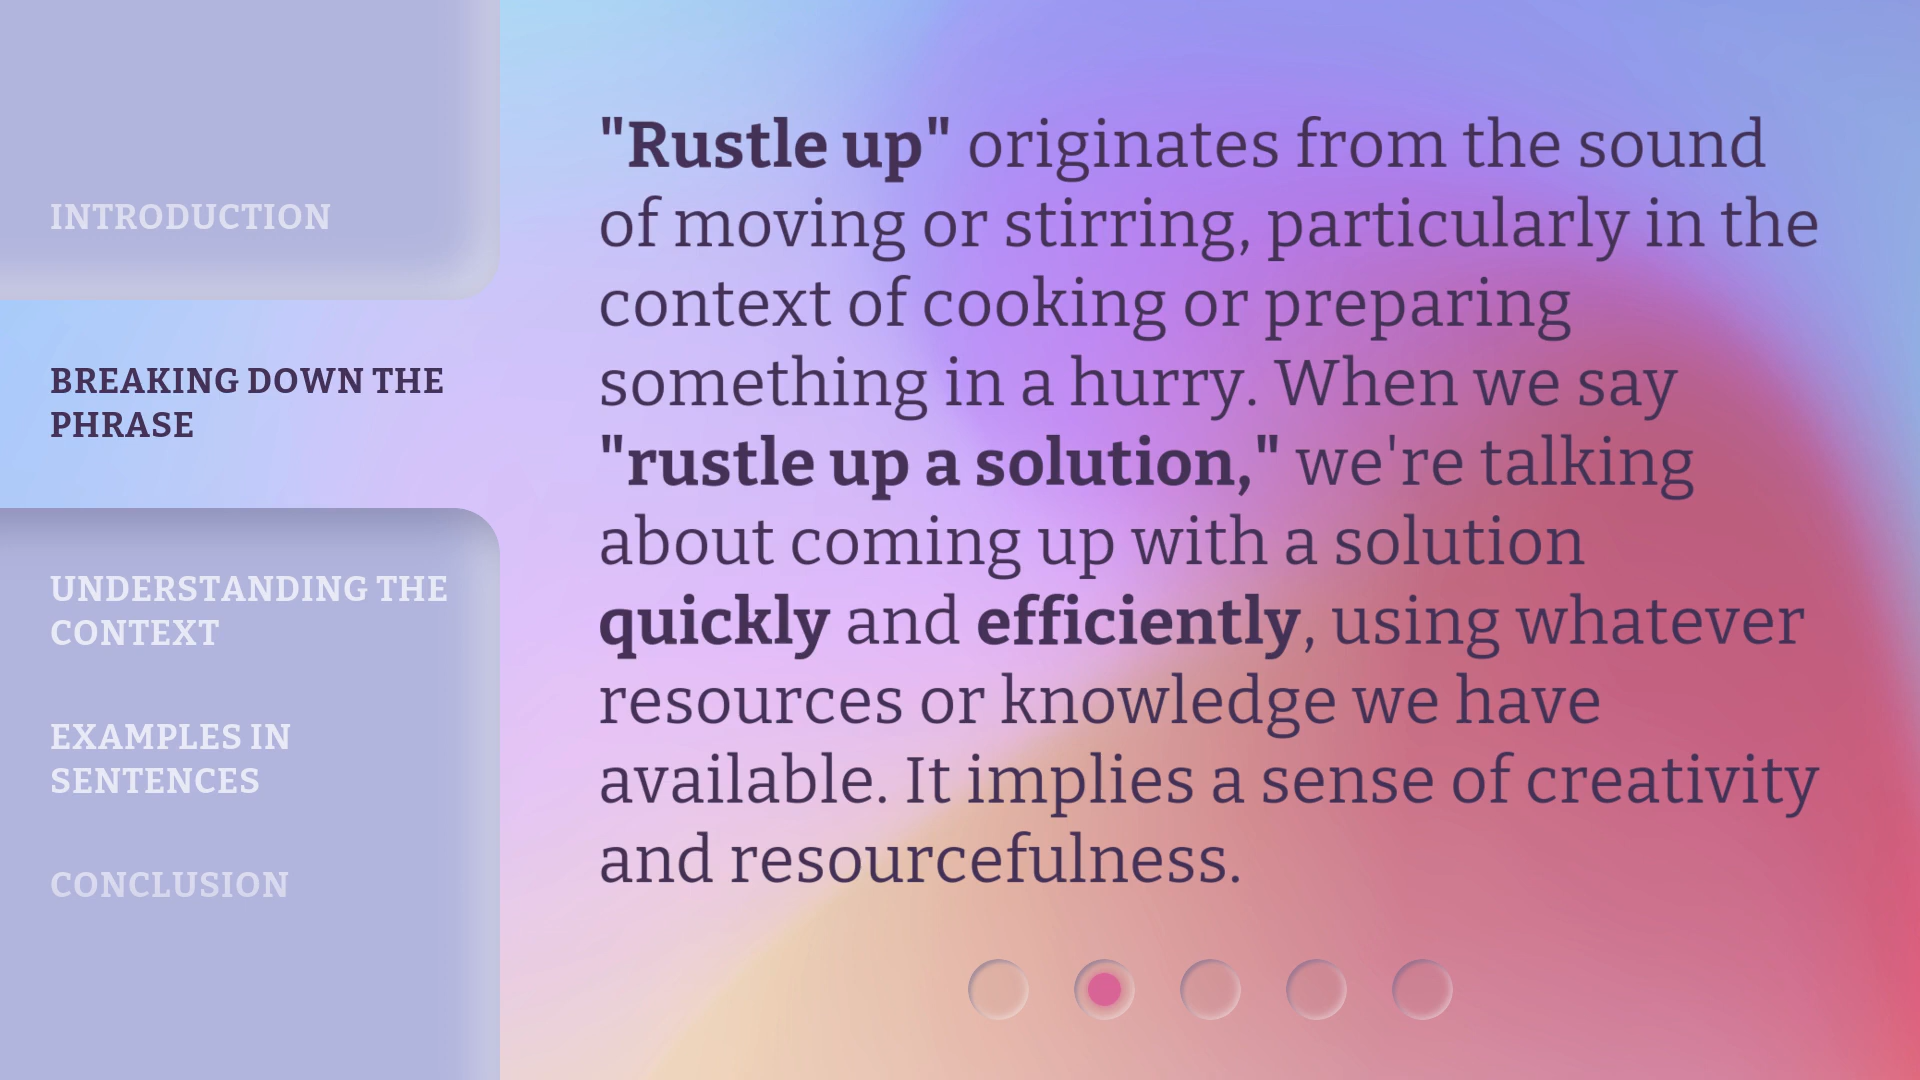 INTRODUCTION
BREAKING DOWN THE
PHRASE
UNDERSTANDING THE
CONTEXT
EXAMPLES IN
SENTENCES
CONCLUSION
"Rustle up" originates from the sound
of moving or stirring, particularly in the
context of cooking or preparing
something in a hurry. When we say
"rustle up a solution," we're talking
about coming up with a solution
quickly and efficiently, using whatever
resources or knowledge we have
available. It implies a sense of creativity
and resourcefulness.